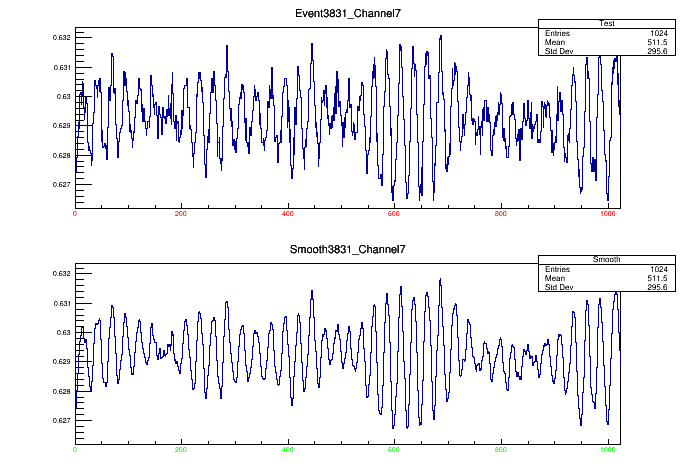 Event3831_Channel7
Test
Entries 1024
Mean 511.5
Std Dev 295.6
0.632
0.631
0.63
0.629
0.628
0.627
0 200 400 600 800 1000
Smooth3831_Channel7
Smooth
Entries 1024
Mean 511.5
Std Dev 295.6
0.632
0.631
0.63
0.629
0.628
0.627
0 200 400 600 800 1000